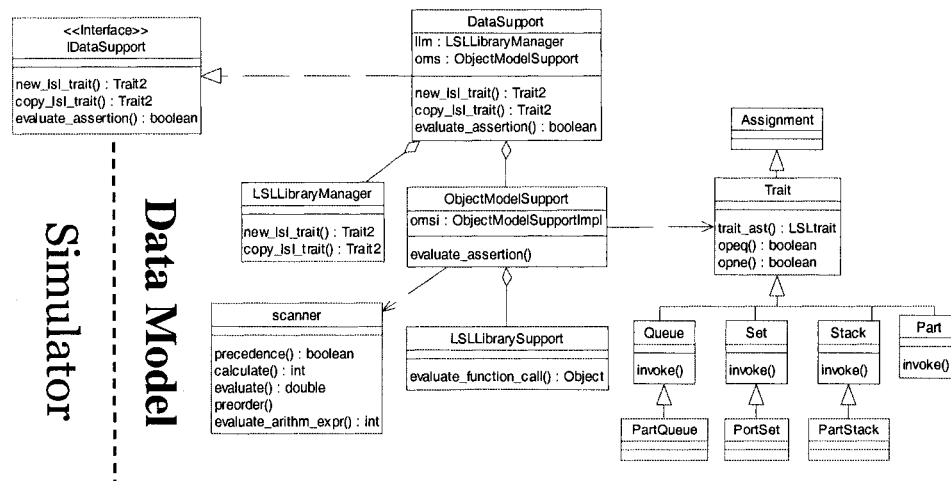 <<Interface>>
IDataSupport
new_lsl_trait() : Trait2
copy_lsl_trait() : Trait2
evaluate_assertion() : boolean
DataSupport
llm : LSLLibraryManager
oms : ObjectModelSupport
new_lsl_trait() : Trait2
copy_lsl_trait() : Trait2
evaluate_assertion() : boolean
LSLLibraryManager
new_lsl_trait() : Trait2
copy_lsl_trait() : Trait2
ObjectModelSupport
omsi : ObjectModelSupportImpl
evaluate_assertion()
Assignment
Trait
trait_ast() : LSLtrait
opeq() : boolean
opne() : boolean
scanner
precedence() : boolean
calculate() : int
evaluate() : double
preorder()
evaluate_arithm_expr() : int
LSLLibrarySupport
evaluate_function_call() : Object
Queue
invoke()
Set
invoke()
Stack
invoke()
Part
invoke()
PartQueue
PortSet
PartStack
Simulator
Data Model